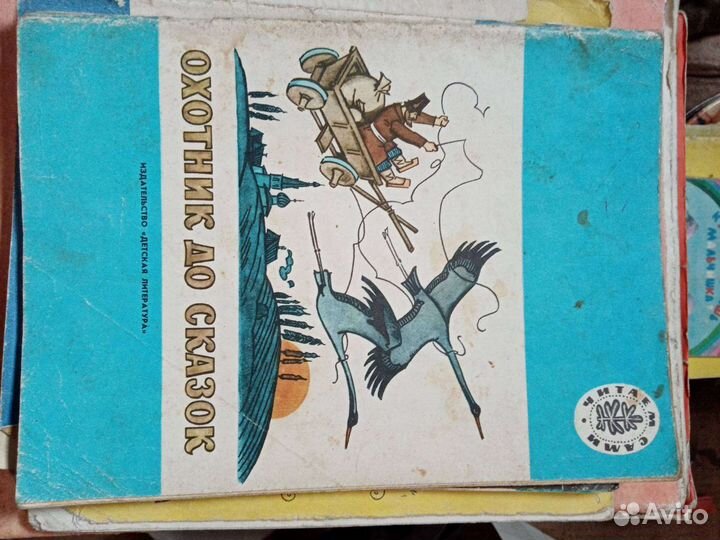 ЧИТАЕМ САМИ
ОХОТНИК ДО СКАЗОК
ИЗДАТЕЛЬСТВО «ДЕТСКАЯ ЛИТЕРАТУРА»
Avito